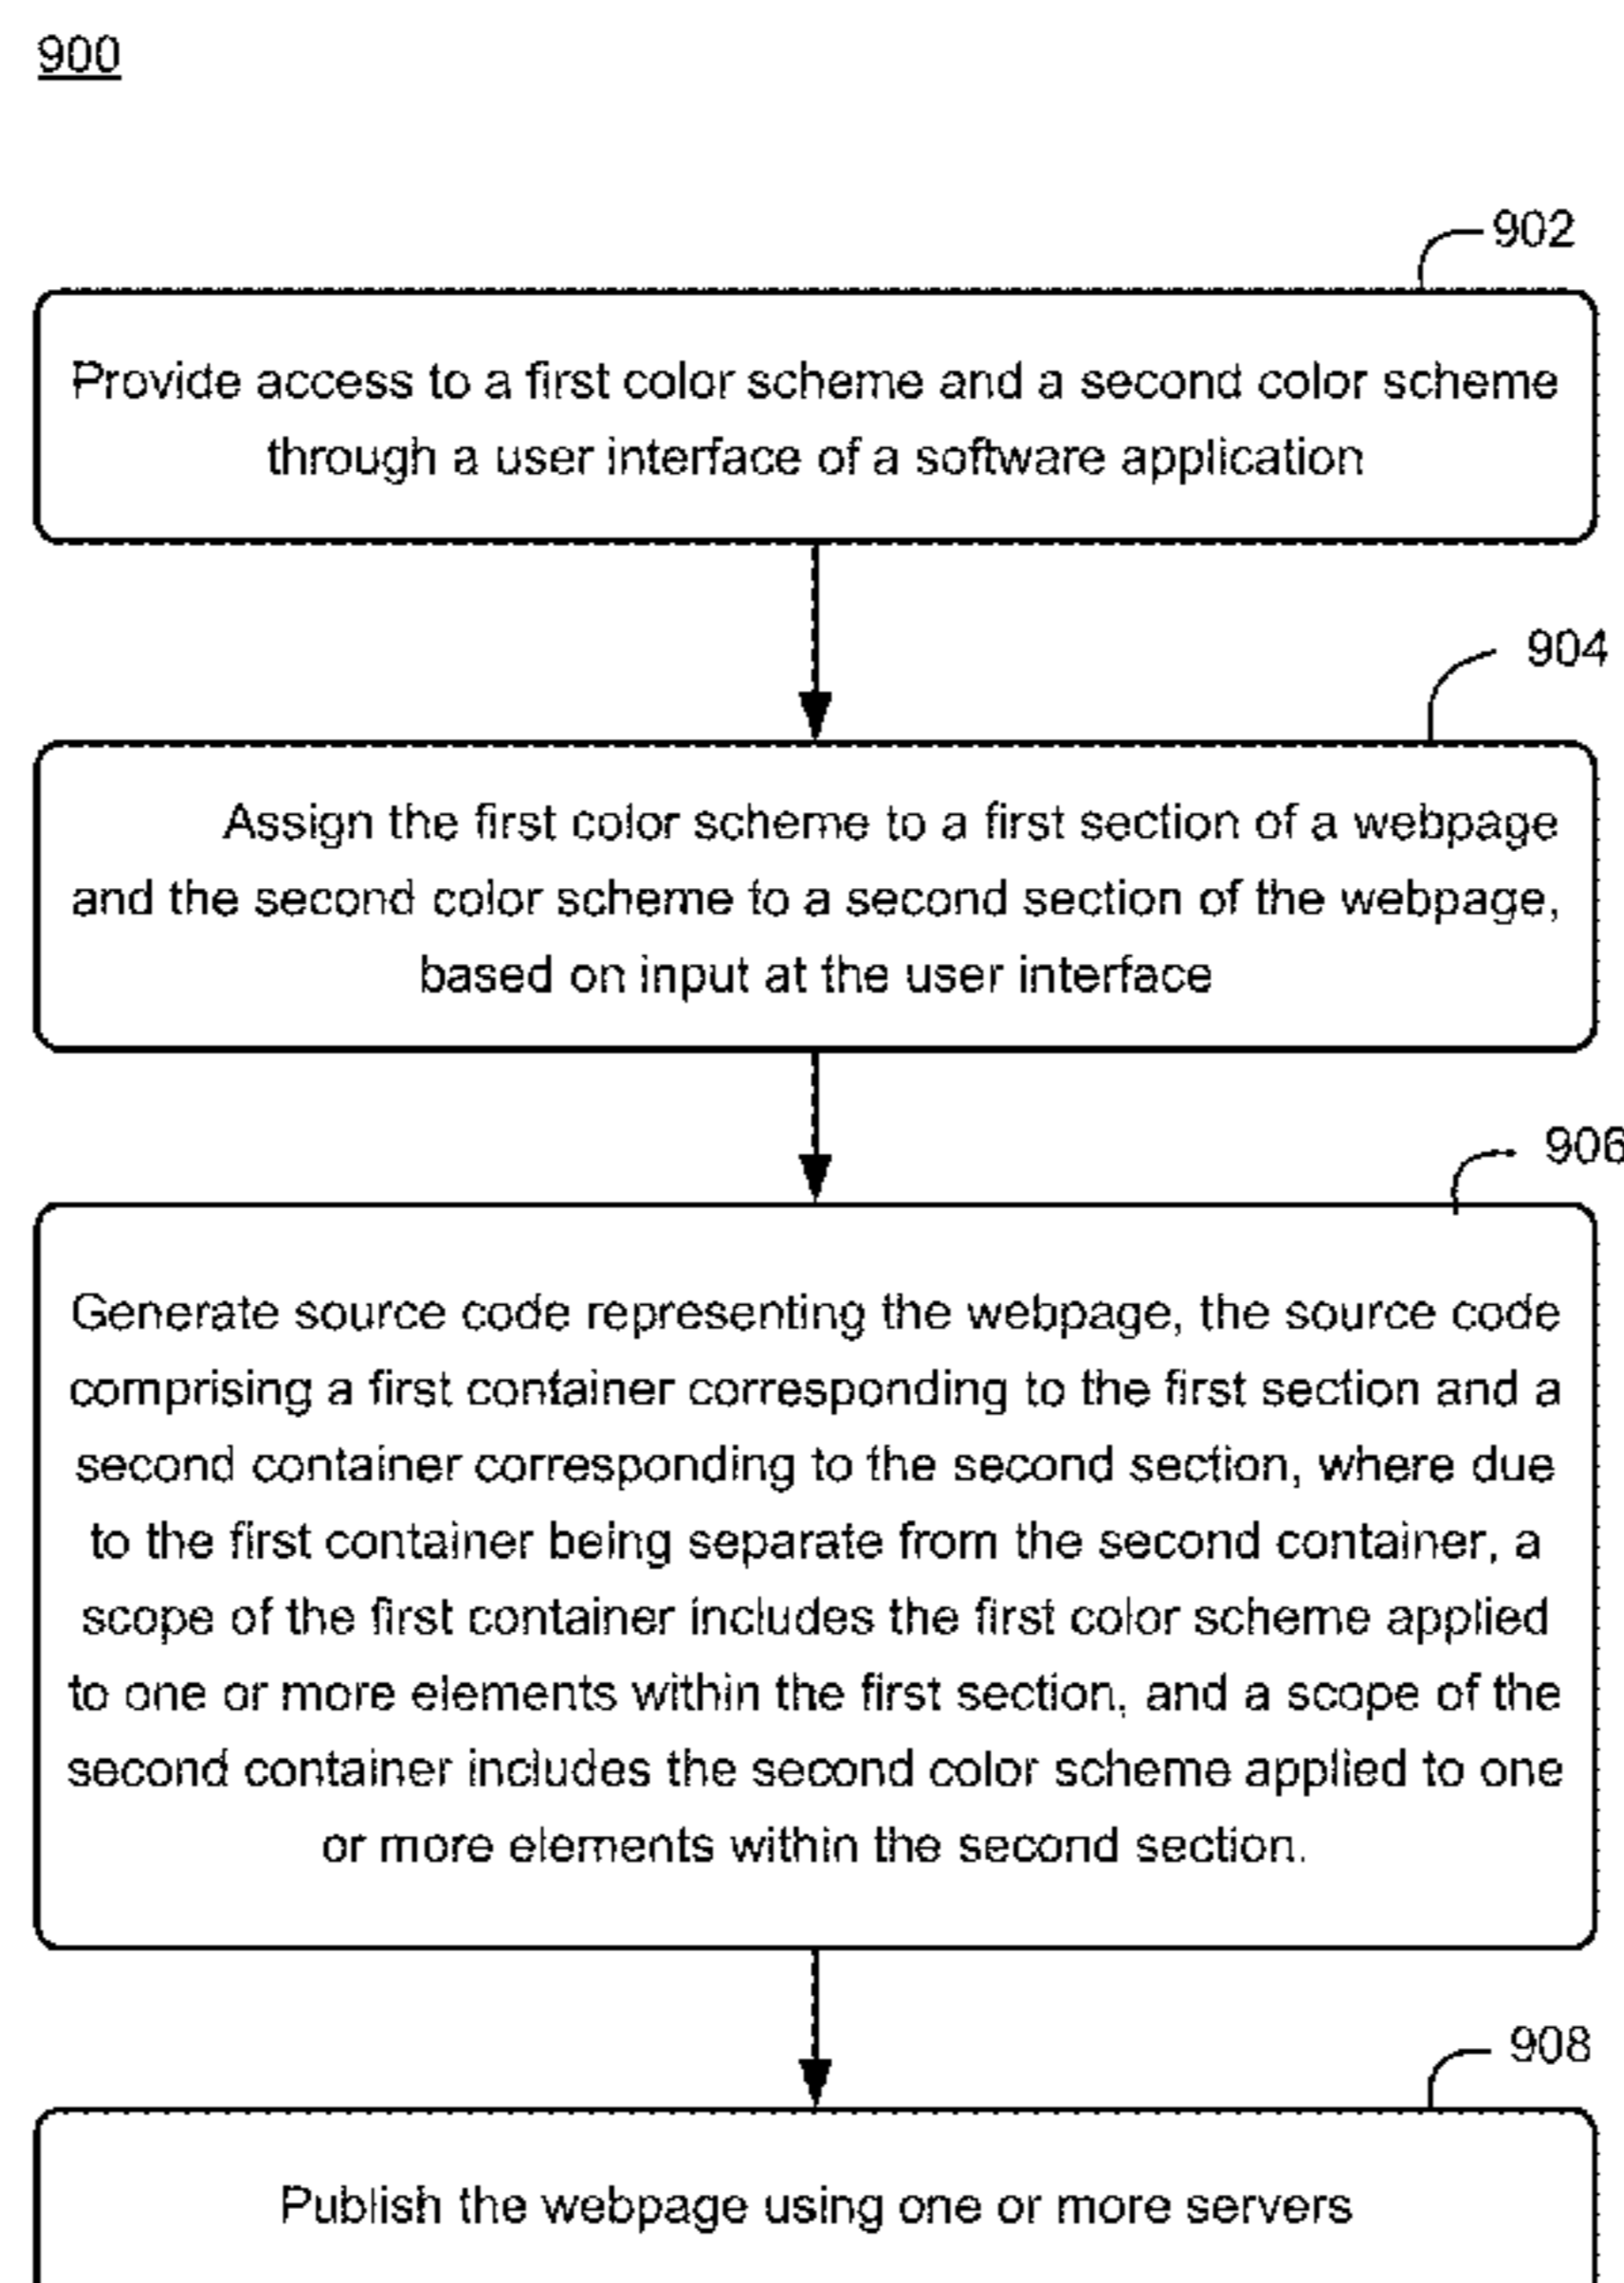 900
902
Provide access to a first color scheme and a second color scheme
through a user interface of a software application
904
Assign the first color scheme to a first section of a webpage
and the second color scheme to a second section of the webpage,
based on input at the user interface
906
Generate source code representing the webpage, the source code
comprising a first container corresponding to the first section and a
second container corresponding to the second section, where due
to the first container being separate from the second container, a
scope of the first container includes the first color scheme applied
to one or more elements within the first section, and a scope of the
second container includes the second color scheme applied to one
or more elements within the second section.
908
Publish the webpage using one or more servers